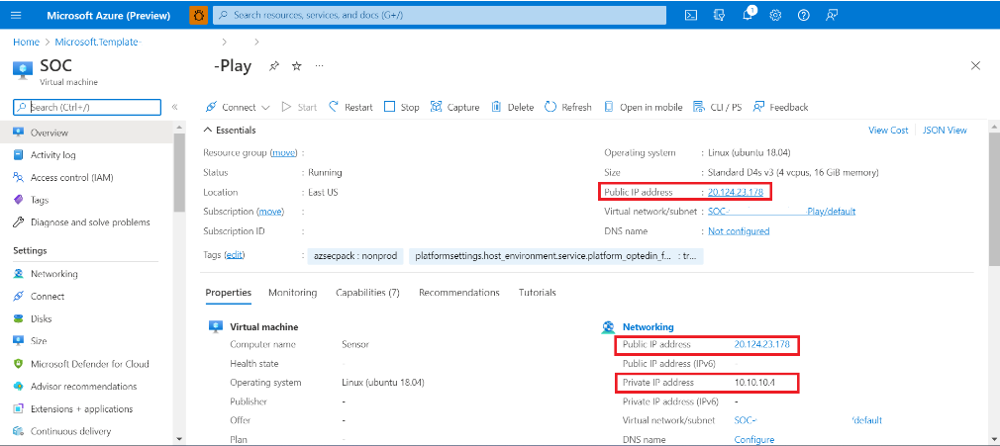 Microsoft Azure (Preview)
Search resources, services, and docs (G+/)
1
Home > Microsoft.Template- > >
SOC -Play ...
Virtual machine
Search (Ctrl+/) «
Overview
Activity log
Access control (IAM)
Tags
Diagnose and solve problems
Settings
Networking
Connect
Disks
Size
Microsoft Defender for Cloud
Advisor recommendations
Extensions + applications
Continuous delivery
Connect Start Restart Stop Capture Delete Refresh Open in mobile CLI / PS Feedback
Essentials View Cost JSON View
Resource group (move) :
Status : Running
Location : East US
Subscription (move) :
Subscription ID :
Operating system : Linux (ubuntu 18.04)
Size : Standard D4s v3 (4 vcpus, 16 GiB memory)
Public IP address : 20.124.23.178
Virtual network/subnet : SOC- Play/default
DNS name : Not configured
Tags (edit) : azsecpack : nonprod platformsettings.host_environment.service.platform_optedin_f... : tr...
Properties Monitoring Capabilities (7) Recommendations Tutorials
Virtual machine
Computer name Sensor
Health state -
Operating system Linux (ubuntu 18.04)
Publisher -
Offer -
Plan -
Networking
Public IP address 20.124.23.178
Public IP address (IPv6) -
Private IP address 10.10.10.4
Private IP address (IPv6) -
Virtual network/subnet SOC- /default
DNS name Configure